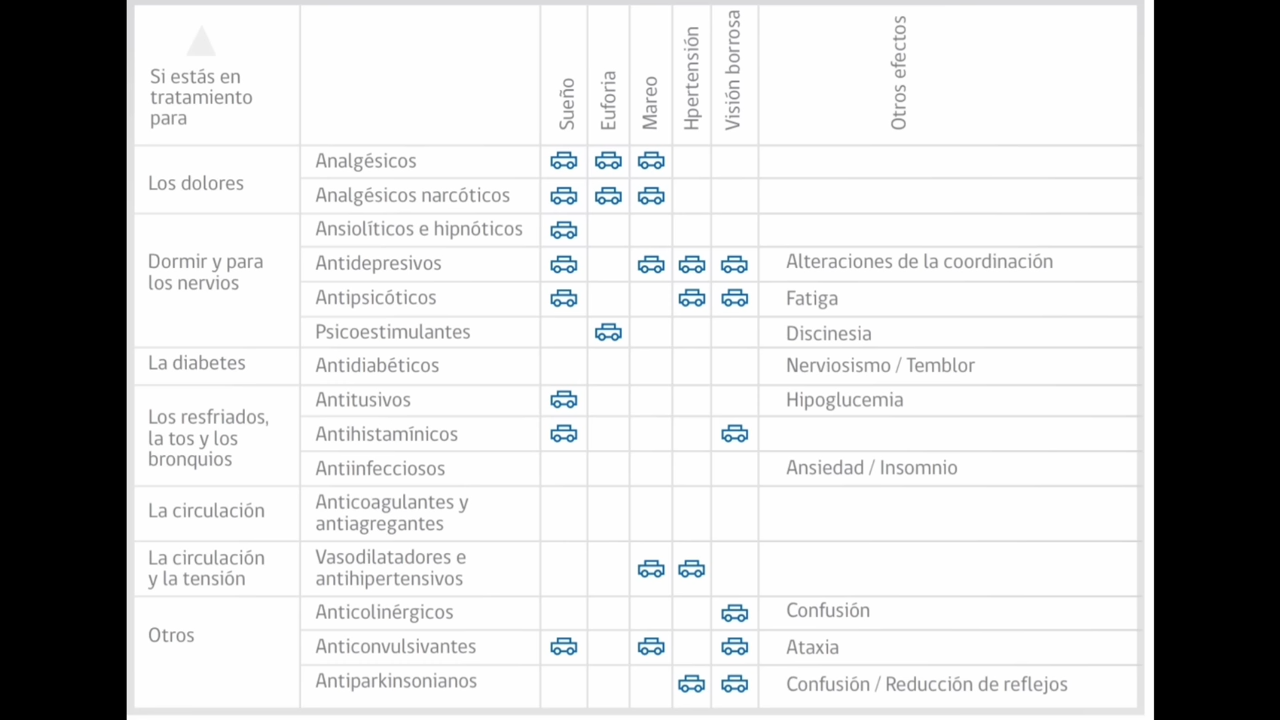 Si estás en
tratamiento
para
Sueño
Euforia
Mareo
Hpertensión
Visión borrosa
Otros efectos
Los dolores
Analgésicos
Analgésicos narcóticos
Dormir y para
los nervios
Ansiolíticos e hipnóticos
Antidepresivos
Alteraciones de la coordinación
Antipsicóticos
Fatiga
Psicoestimulantes
Discinesia
La diabetes
Antidiabéticos
Nerviosismo / Temblor
Los resfriados,
la tos y los
bronquios
Antitusivos
Hipoglucemia
Antihistamínicos
Antiinfecciosos
Ansiedad / Insomnio
La circulación
Anticoagulantes y
antiagregantes
La circulación
y la tensión
Vasodilatadores e
antihipertensivos
Otros
Anticolinérgicos
Confusión
Anticonvulsivantes
Ataxia
Antiparkinsonianos
Confusión / Reducción de reflejos